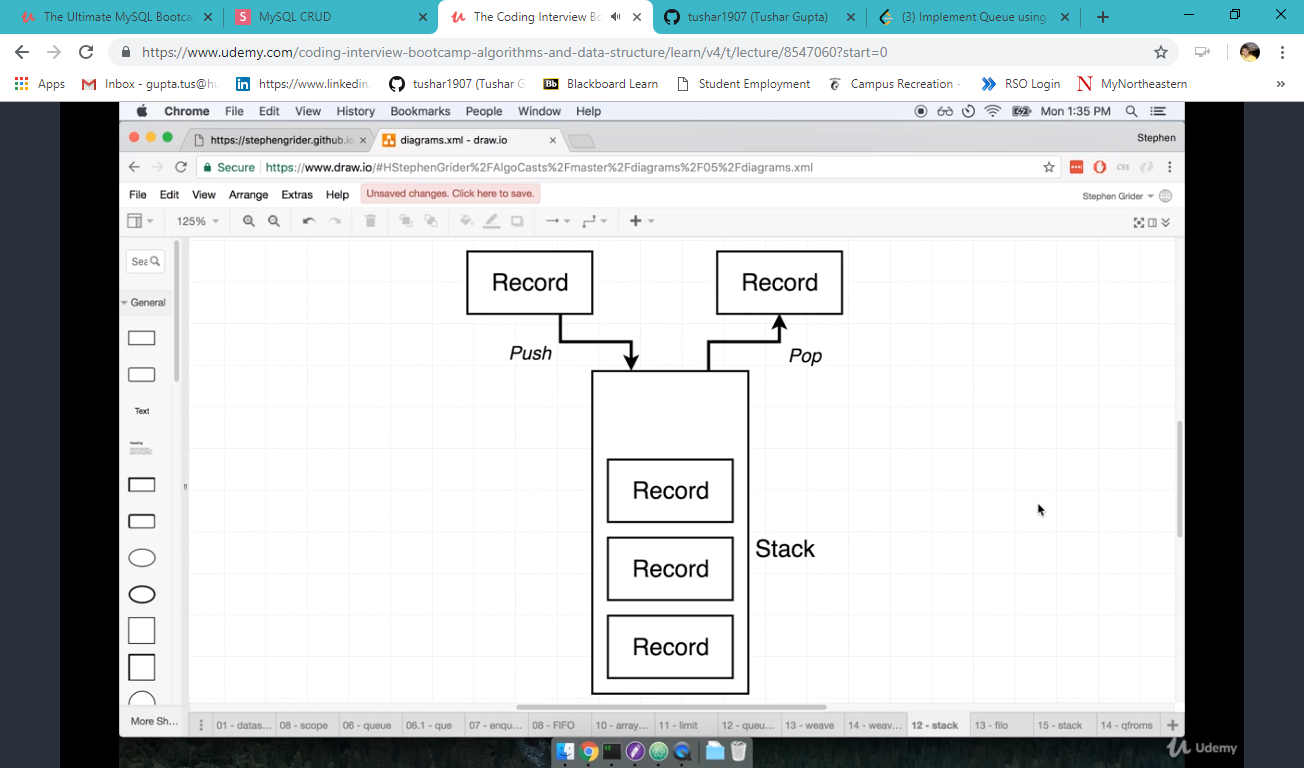 The Ultimate MySQL Bootca
MySQL CRUD
The Coding Interview Bo
tushar1907 (Tushar Gupta)
(3) Implement Queue using
https://www.udemy.com/coding-interview-bootcamp-algorithms-and-data-structure/learn/v4/t/lecture/8547060?start=0
Apps
Inbox - gupta.tus@hu
https://www.linkedin.
tushar1907 (Tushar G
Bb Blackboard Learn
Student Employment
Campus Recreation -
RSO Login
N MyNortheastern
»
Chrome File Edit View History Bookmarks People Window Help
Mon 1:35 PM
https://stephengrider.github.io
diagrams.xml - draw.io
Stephen
Secure https://www.draw.io/#HStephenGrider%2FAlgoCasts%2Fmaster%2Fdiagrams%2F05%2Fdiagrams.xml
css
File Edit View Arrange Extras Help
Unsaved changes. Click here to save.
Stephen Grider
125%
Sea
General
Text
Heading
Record
Record
Push
Pop
Record
Record
Record
Stack
More Sh...
01 - datas...
08 - scope
06 - queue
06.1 - que
07 - enqu...
08 - FIFO
10 - array...
11 - limit
12 - queu...
13 - weave
14 - weav...
12 - stack
13 - filo
15 - stack
14 - qfroms
Udemy